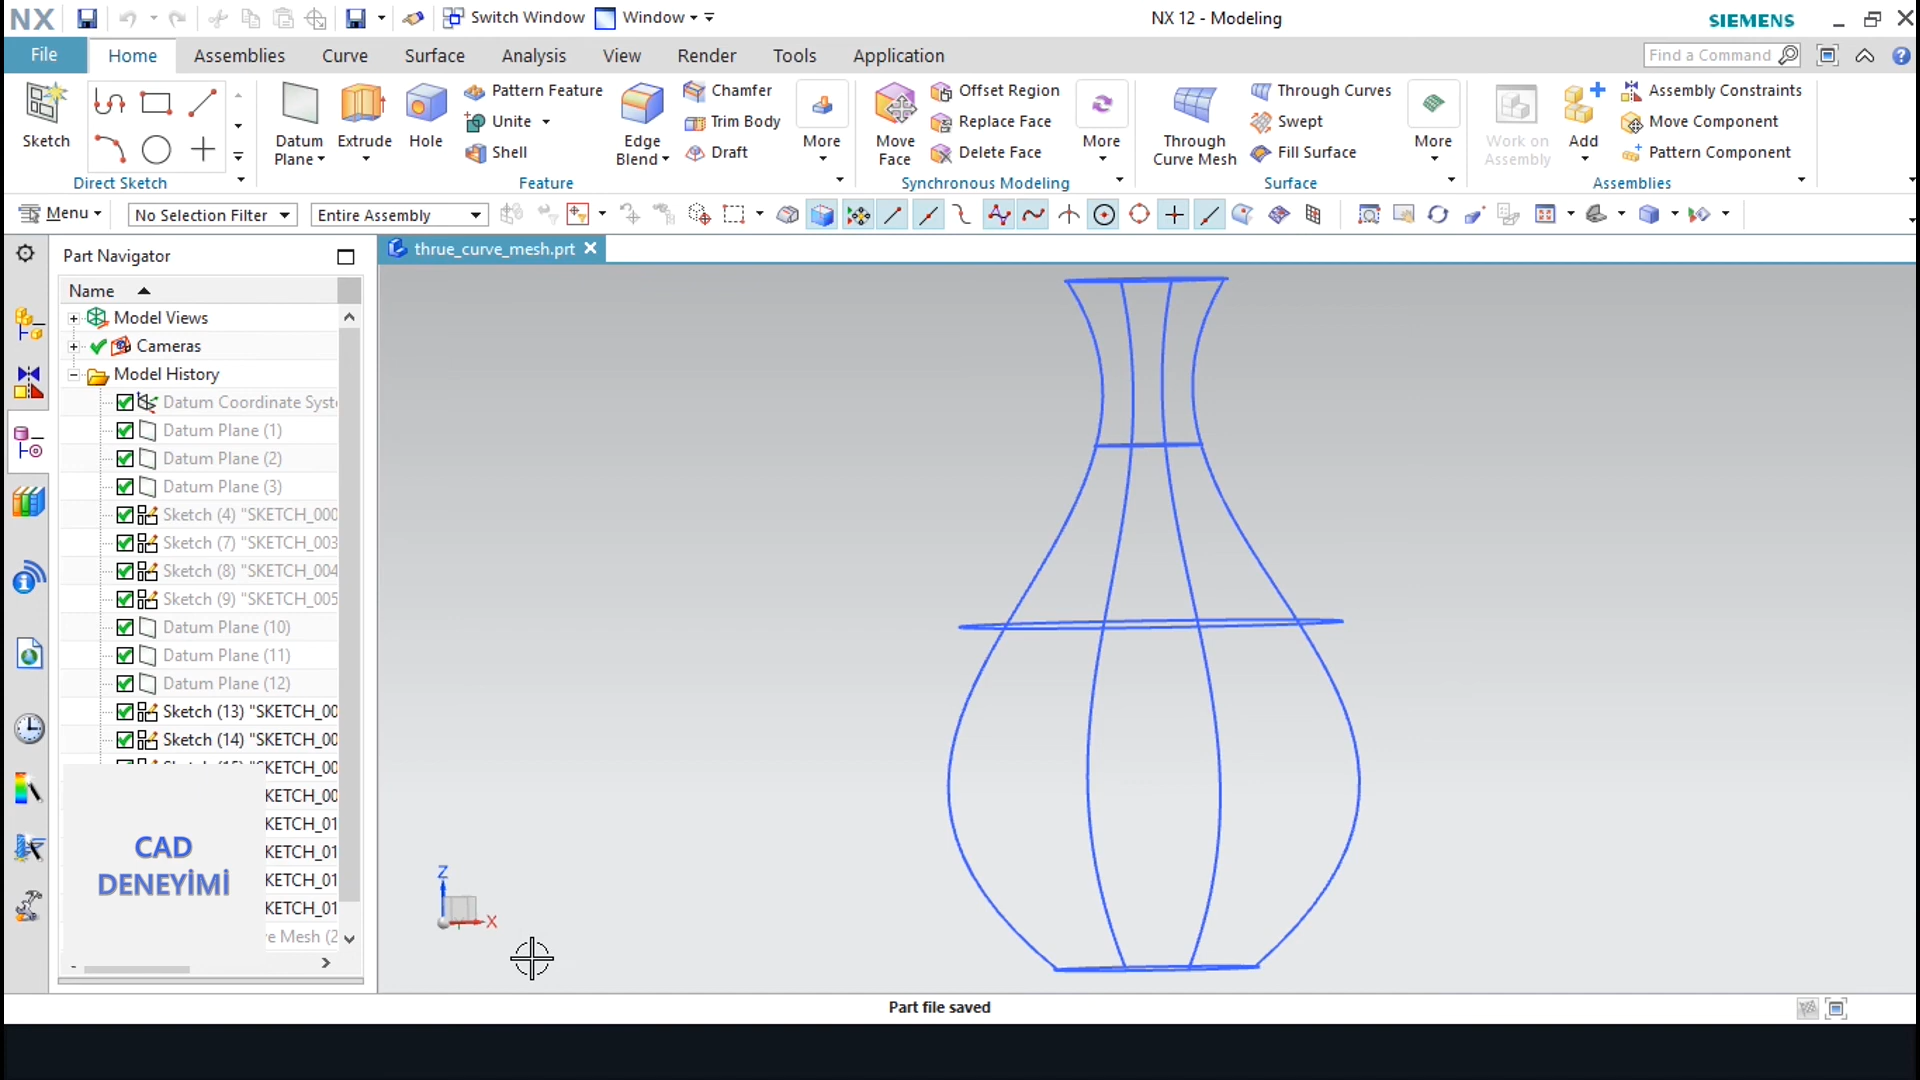 NX
Switch Window
Window
NX 12 - Modeling
SIEMENS
File
Home
Assemblies
Curve
Surface
Analysis
View
Render
Tools
Application
Find a Command
Sketch
Direct Sketch
Datum
Plane
Extrude
Hole
Pattern Feature
Unite
Shell
Edge
Blend
Chamfer
Trim Body
Draft
More
Feature
Move
Face
Offset Region
Replace Face
Delete Face
More
Synchronous Modeling
Through
Curve Mesh
Through Curves
Swept
Fill Surface
More
Surface
Work on
Assembly
Add
Assembly Constraints
Move Component
Pattern Component
Assemblies
Menu
No Selection Filter
Entire Assembly
Part Navigator
thrue_curve_mesh.prt
Name
Model Views
Cameras
Model History
Datum Coordinate Syst
Datum Plane (1)
Datum Plane (2)
Datum Plane (3)
Sketch (4) "SKETCH_000
Sketch (7) "SKETCH_003
Sketch (8) "SKETCH_004
Sketch (9) "SKETCH_005
Datum Plane (10)
Datum Plane (11)
Datum Plane (12)
Sketch (13) "SKETCH_00
Sketch (14) "SKETCH_00
Sketch (15) "SKETCH_00
KETCH_00
KETCH_01
KETCH_01
KETCH_01
KETCH_01
e Mesh (2
CAD
DENEYİMİ
Z
X
Part file saved